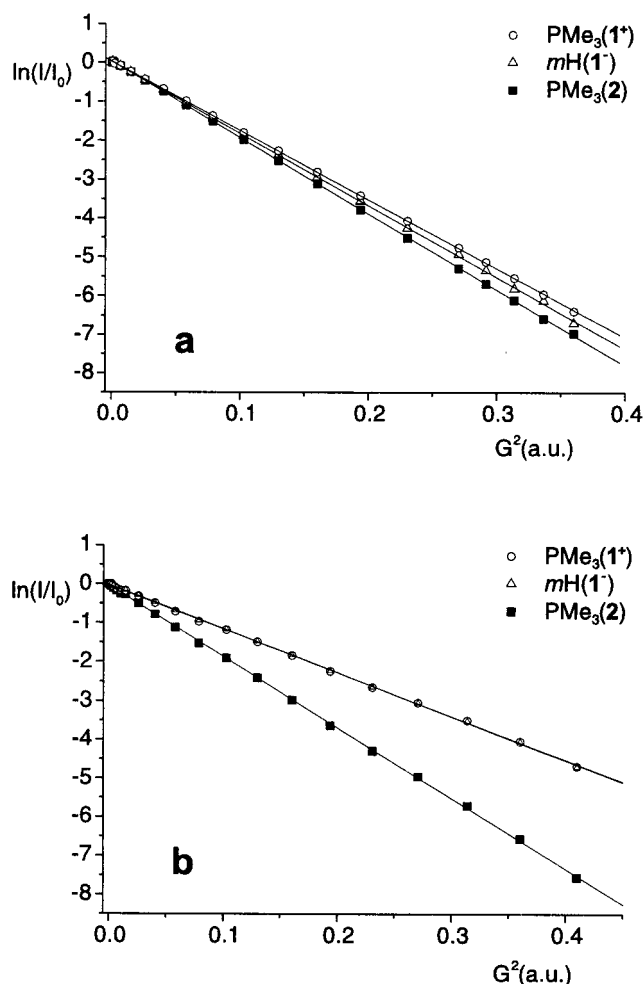 1
PMe₃(1⁺)
0
ln(I/I₀)
mH(1⁻)
-1
PMe₃(2)
-2
-3
-4
-5
-6
-7
a
-8
0.0 0.1 0.2 0.3 0.4
G²(a.u.)
1
PMe₃(1⁺)
0
ln(I/I₀)
mH(1⁻)
-1
PMe₃(2)
-2
-3
-4
-5
-6
-7
b
-8
0.0 0.1 0.2 0.3 0.4
G²(a.u.)